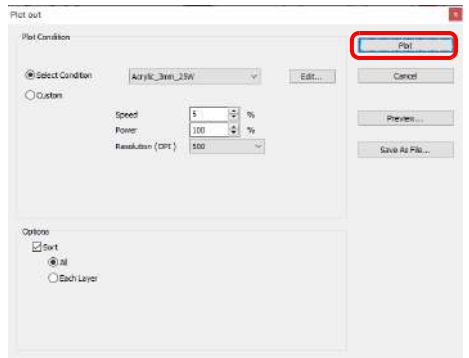 Plot out
Plot Condition
Plot
Select Condition Acrylic_3mm_25W Edit... Cancel
Custom
Speed 5 % Preview...
Power 100 %
Resolution (DPI) 500 Save As File...
Options
Sort
All
Each Layer